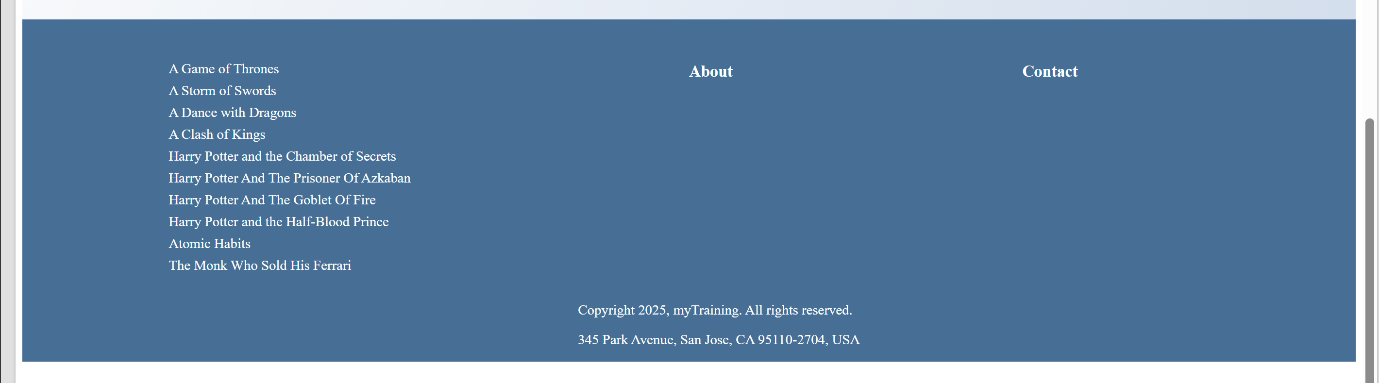 A Game of Thrones
A Storm of Swords
A Dance with Dragons
A Clash of Kings
Harry Potter and the Chamber of Secrets
Harry Potter And The Prisoner Of Azkaban
Harry Potter And The Goblet Of Fire
Harry Potter and the Half-Blood Prince
Atomic Habits
The Monk Who Sold His Ferrari
About
Contact
Copyright 2025, myTraining. All rights reserved.
345 Park Avenue, San Jose, CA 95110-2704, USA